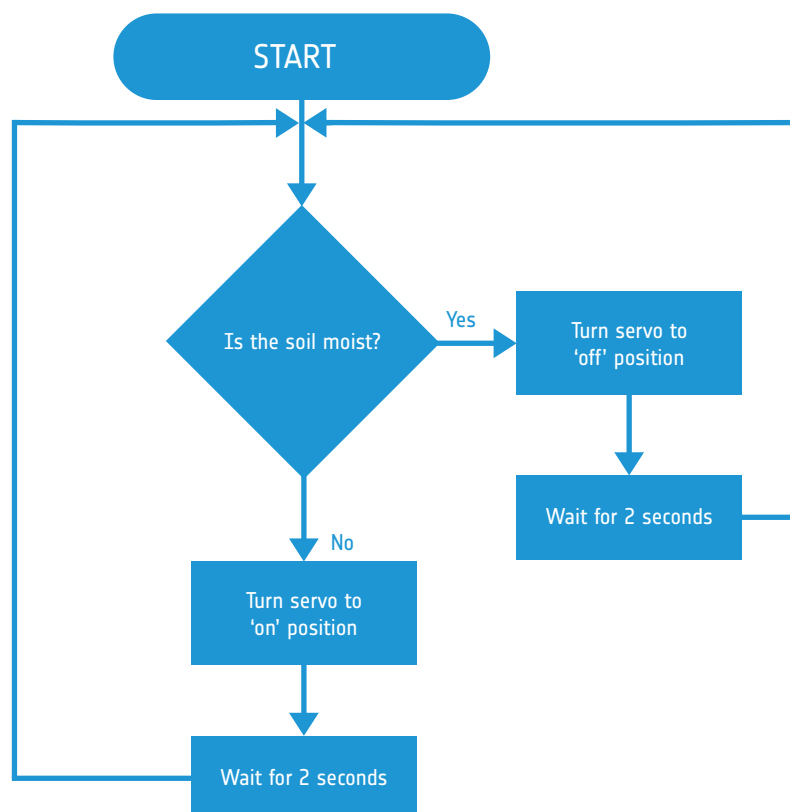 START
Is the soil moist?
Yes
Turn servo to
‘off’ position
Wait for 2 seconds
No
Turn servo to
‘on’ position
Wait for 2 seconds